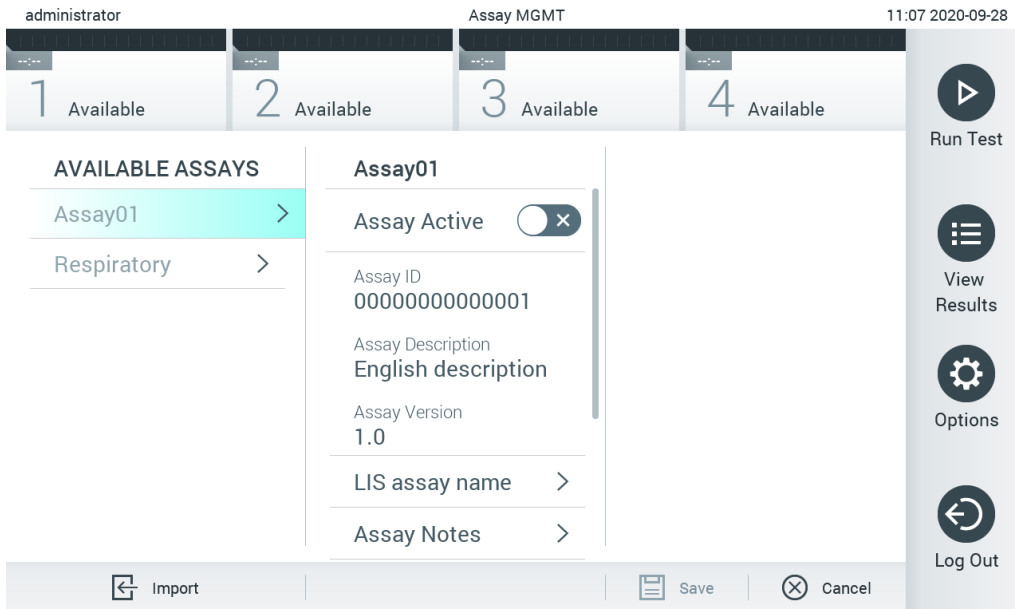 administrator
Assay MGMT
11:07 2020-09-28
--:--
1 Available
--:--
2 Available
--:--
3 Available
--:--
4 Available
AVAILABLE ASSAYS
Assay01
Respiratory
Assay01
Assay Active
Assay ID
00000000000001
Assay Description
English description
Assay Version
1.0
LIS assay name
Assay Notes
Run Test
View
Results
Options
Log Out
Import
Save
Cancel